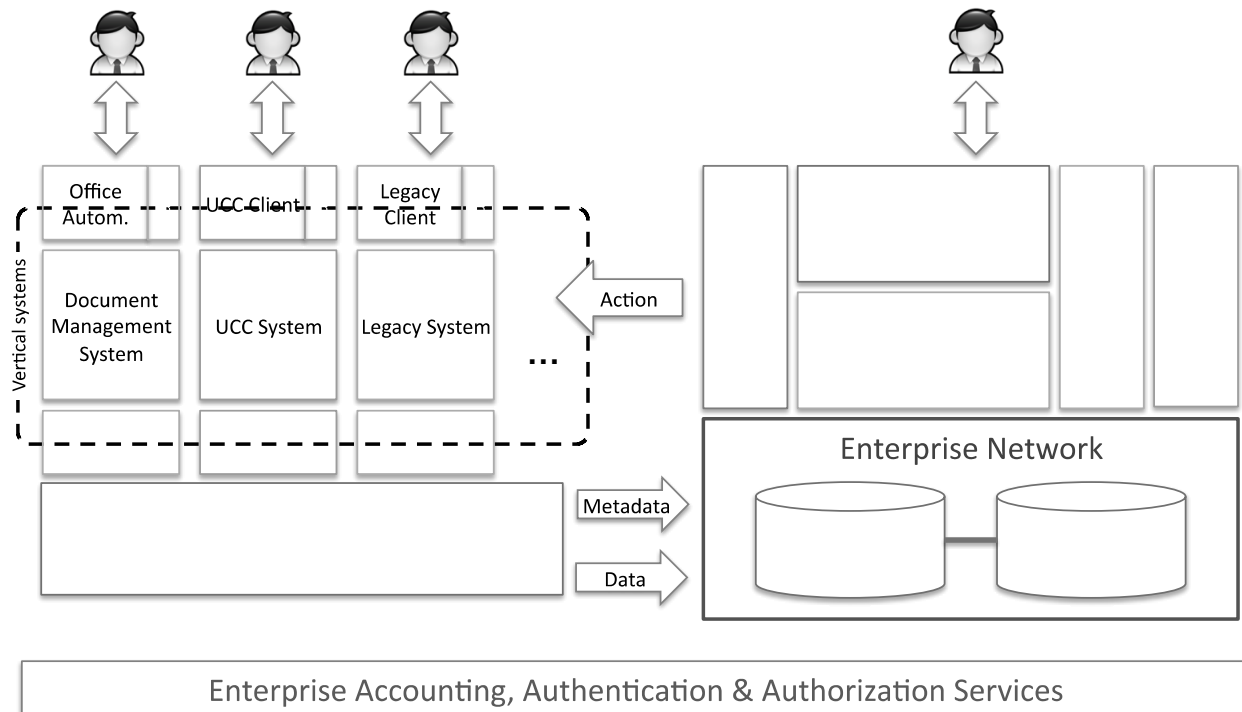 Office
Autom.
UCC Client
Legacy
Client
Vertical systems
Document
Management
System
UCC System
Legacy System
...
Action
Enterprise Network
Metadata
Data
Enterprise Accounting, Authentication & Authorization Services